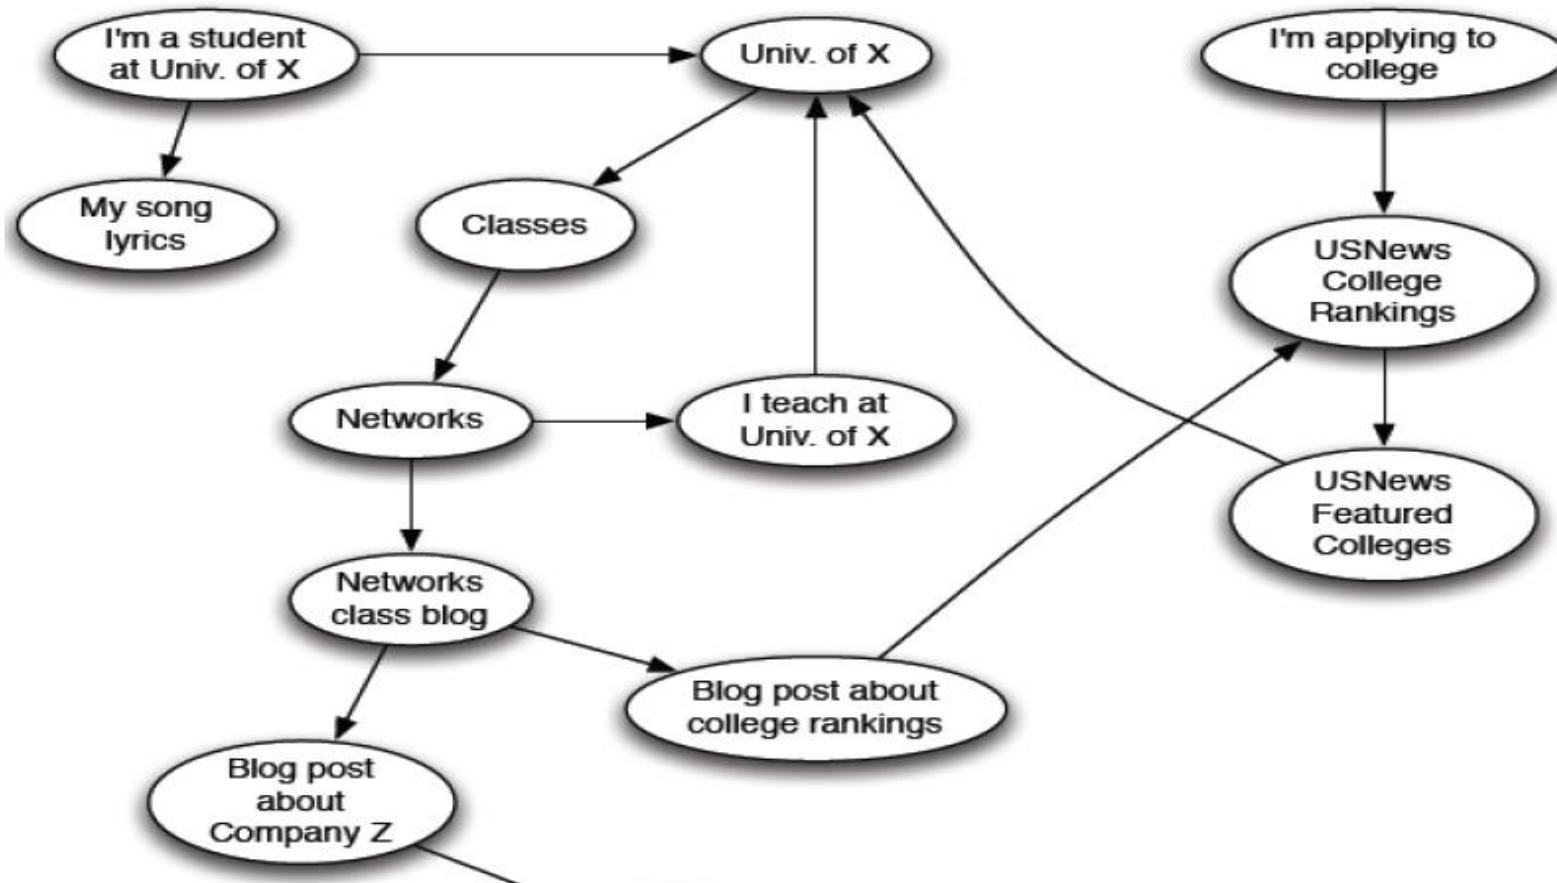 I'm a student
at Univ. of X
Univ. of X
I'm applying to
college
My song
lyrics
Classes
USNews
College
Rankings
Networks
I teach at
Univ. of X
USNews
Featured
Colleges
Networks
class blog
Blog post about
college rankings
Blog post
about
Company Z